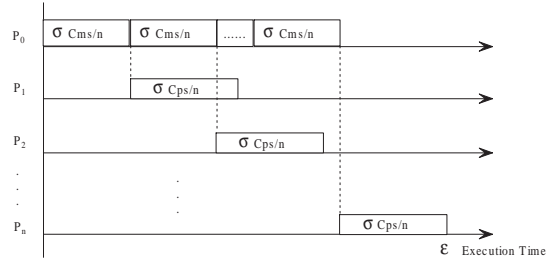 P0 σ Cms/n σ Cms/n ...... σ Cms/n
P1 σ Cps/n
P2 σ Cps/n
Pn σ Cps/n
ε Execution Time